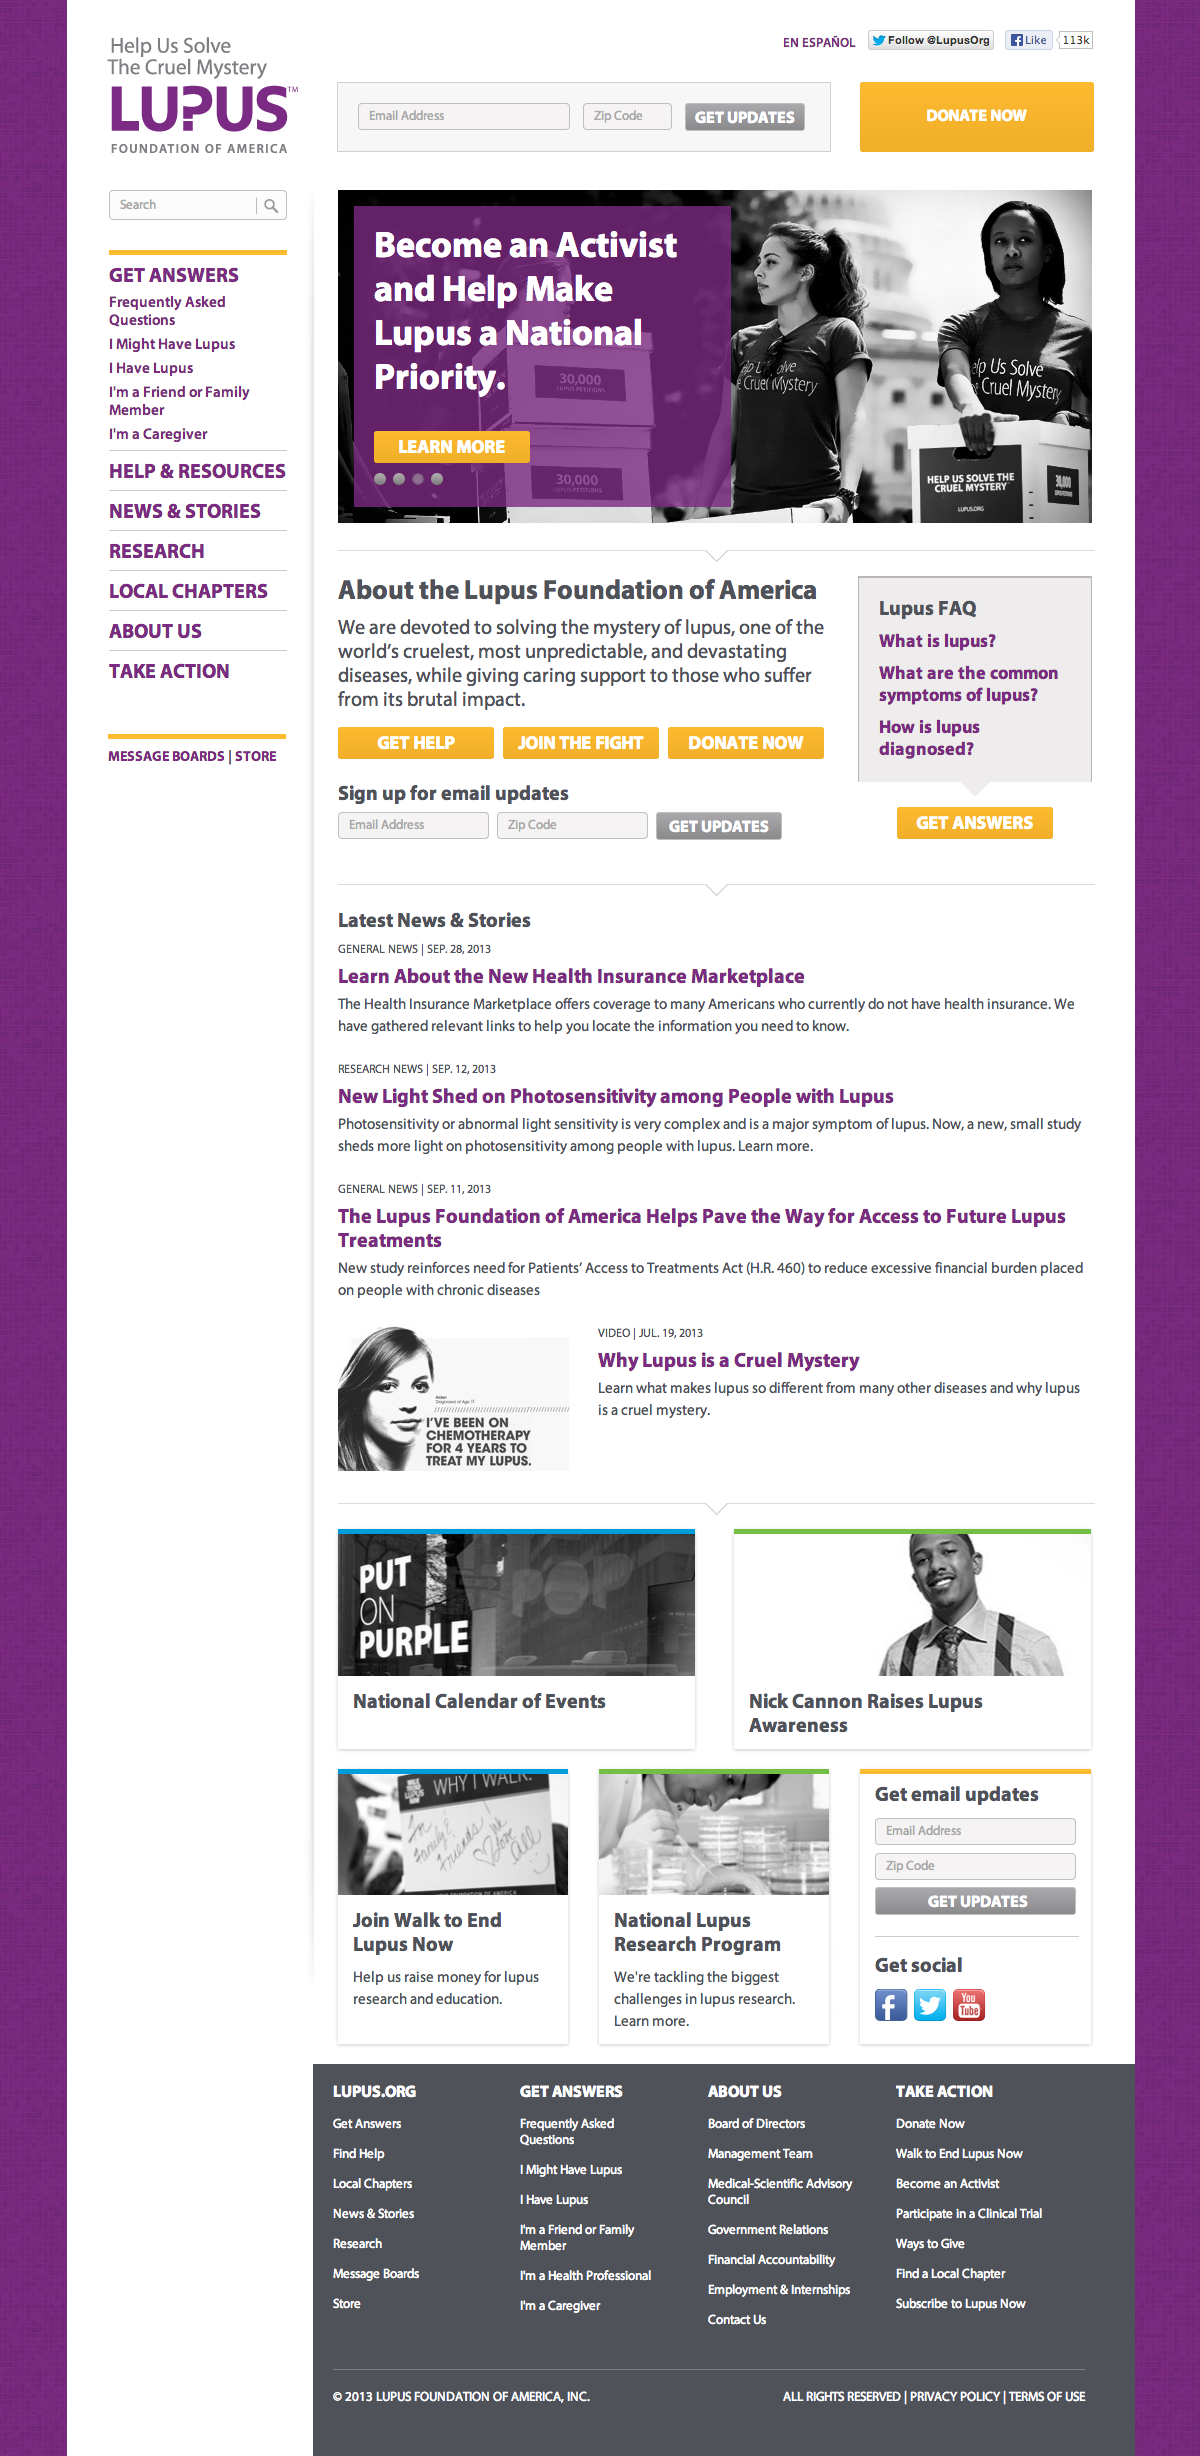 Help Us Solve
The Cruel Mystery
LUPUS™
FOUNDATION OF AMERICA
EN ESPAÑOL
Follow @LupusOrg
Like
113k
Email Address
Zip Code
GET UPDATES
DONATE NOW
Search
GET ANSWERS
Frequently Asked
Questions
I Might Have Lupus
I Have Lupus
I'm a Friend or Family
Member
I'm a Caregiver
HELP & RESOURCES
NEWS & STORIES
RESEARCH
LOCAL CHAPTERS
ABOUT US
TAKE ACTION
MESSAGE BOARDS | STORE
Become an Activist
and Help Make
Lupus a National
Priority.
LEARN MORE
30,000
LUPUS PETITIONS
30,000
LUPUS PETITIONS
Help Us Solve
Cruel Mystery
Help Us Solve
Cruel Mystery
HELP US SOLVE THE
CRUEL MYSTERY
LUPUS.ORG
30,000
LUPUS PETITIONS
About the Lupus Foundation of America
We are devoted to solving the mystery of lupus, one of the
world’s cruelest, most unpredictable, and devastating
diseases, while giving caring support to those who suffer
from its brutal impact.
GET HELP
JOIN THE FIGHT
DONATE NOW
Sign up for email updates
Email Address
Zip Code
GET UPDATES
Lupus FAQ
What is lupus?
What are the common
symptoms of lupus?
How is lupus
diagnosed?
GET ANSWERS
Latest News & Stories
GENERAL NEWS | SEP. 28, 2013
Learn About the New Health Insurance Marketplace
The Health Insurance Marketplace offers coverage to many Americans who currently do not have health insurance. We
have gathered relevant links to help you locate the information you need to know.
RESEARCH NEWS | SEP. 12, 2013
New Light Shed on Photosensitivity among People with Lupus
Photosensitivity or abnormal light sensitivity is very complex and is a major symptom of lupus. Now, a new, small study
sheds more light on photosensitivity among people with lupus. Learn more.
GENERAL NEWS | SEP. 11, 2013
The Lupus Foundation of America Helps Pave the Way for Access to Future Lupus
Treatments
New study reinforces need for Patients’ Access to Treatments Act (H.R. 460) to reduce excessive financial burden placed
on people with chronic diseases
Diagnosed at Age 11
I'VE BEEN ON
CHEMOTHERAPY
FOR 4 YEARS TO
TREAT MY LUPUS.
VIDEO | JUL. 19, 2013
Why Lupus is a Cruel Mystery
Learn what makes lupus so different from many other diseases and why lupus
is a cruel mystery.
PUT
ON
PURPLE
POP
National Calendar of Events
Nick Cannon Raises Lupus
Awareness
WHY I WALK.
For
Family &
Friends
Love
all
FOUNDATION OF AMERICA
Join Walk to End
Lupus Now
Help us raise money for lupus
research and education.
National Lupus
Research Program
We're tackling the biggest
challenges in lupus research.
Learn more.
Get email updates
Email Address
Zip Code
GET UPDATES
Get social
You
Tube
LUPUS.ORG
Get Answers
Find Help
Local Chapters
News & Stories
Research
Message Boards
Store
GET ANSWERS
Frequently Asked
Questions
I Might Have Lupus
I Have Lupus
I'm a Friend or Family
Member
I'm a Health Professional
I'm a Caregiver
ABOUT US
Board of Directors
Management Team
Medical-Scientific Advisory
Council
Government Relations
Financial Accountability
Employment & Internships
Contact Us
TAKE ACTION
Donate Now
Walk to End Lupus Now
Become an Activist
Participate in a Clinical Trial
Ways to Give
Find a Local Chapter
Subscribe to Lupus Now
© 2013 LUPUS FOUNDATION OF AMERICA, INC.
ALL RIGHTS RESERVED | PRIVACY POLICY | TERMS OF USE